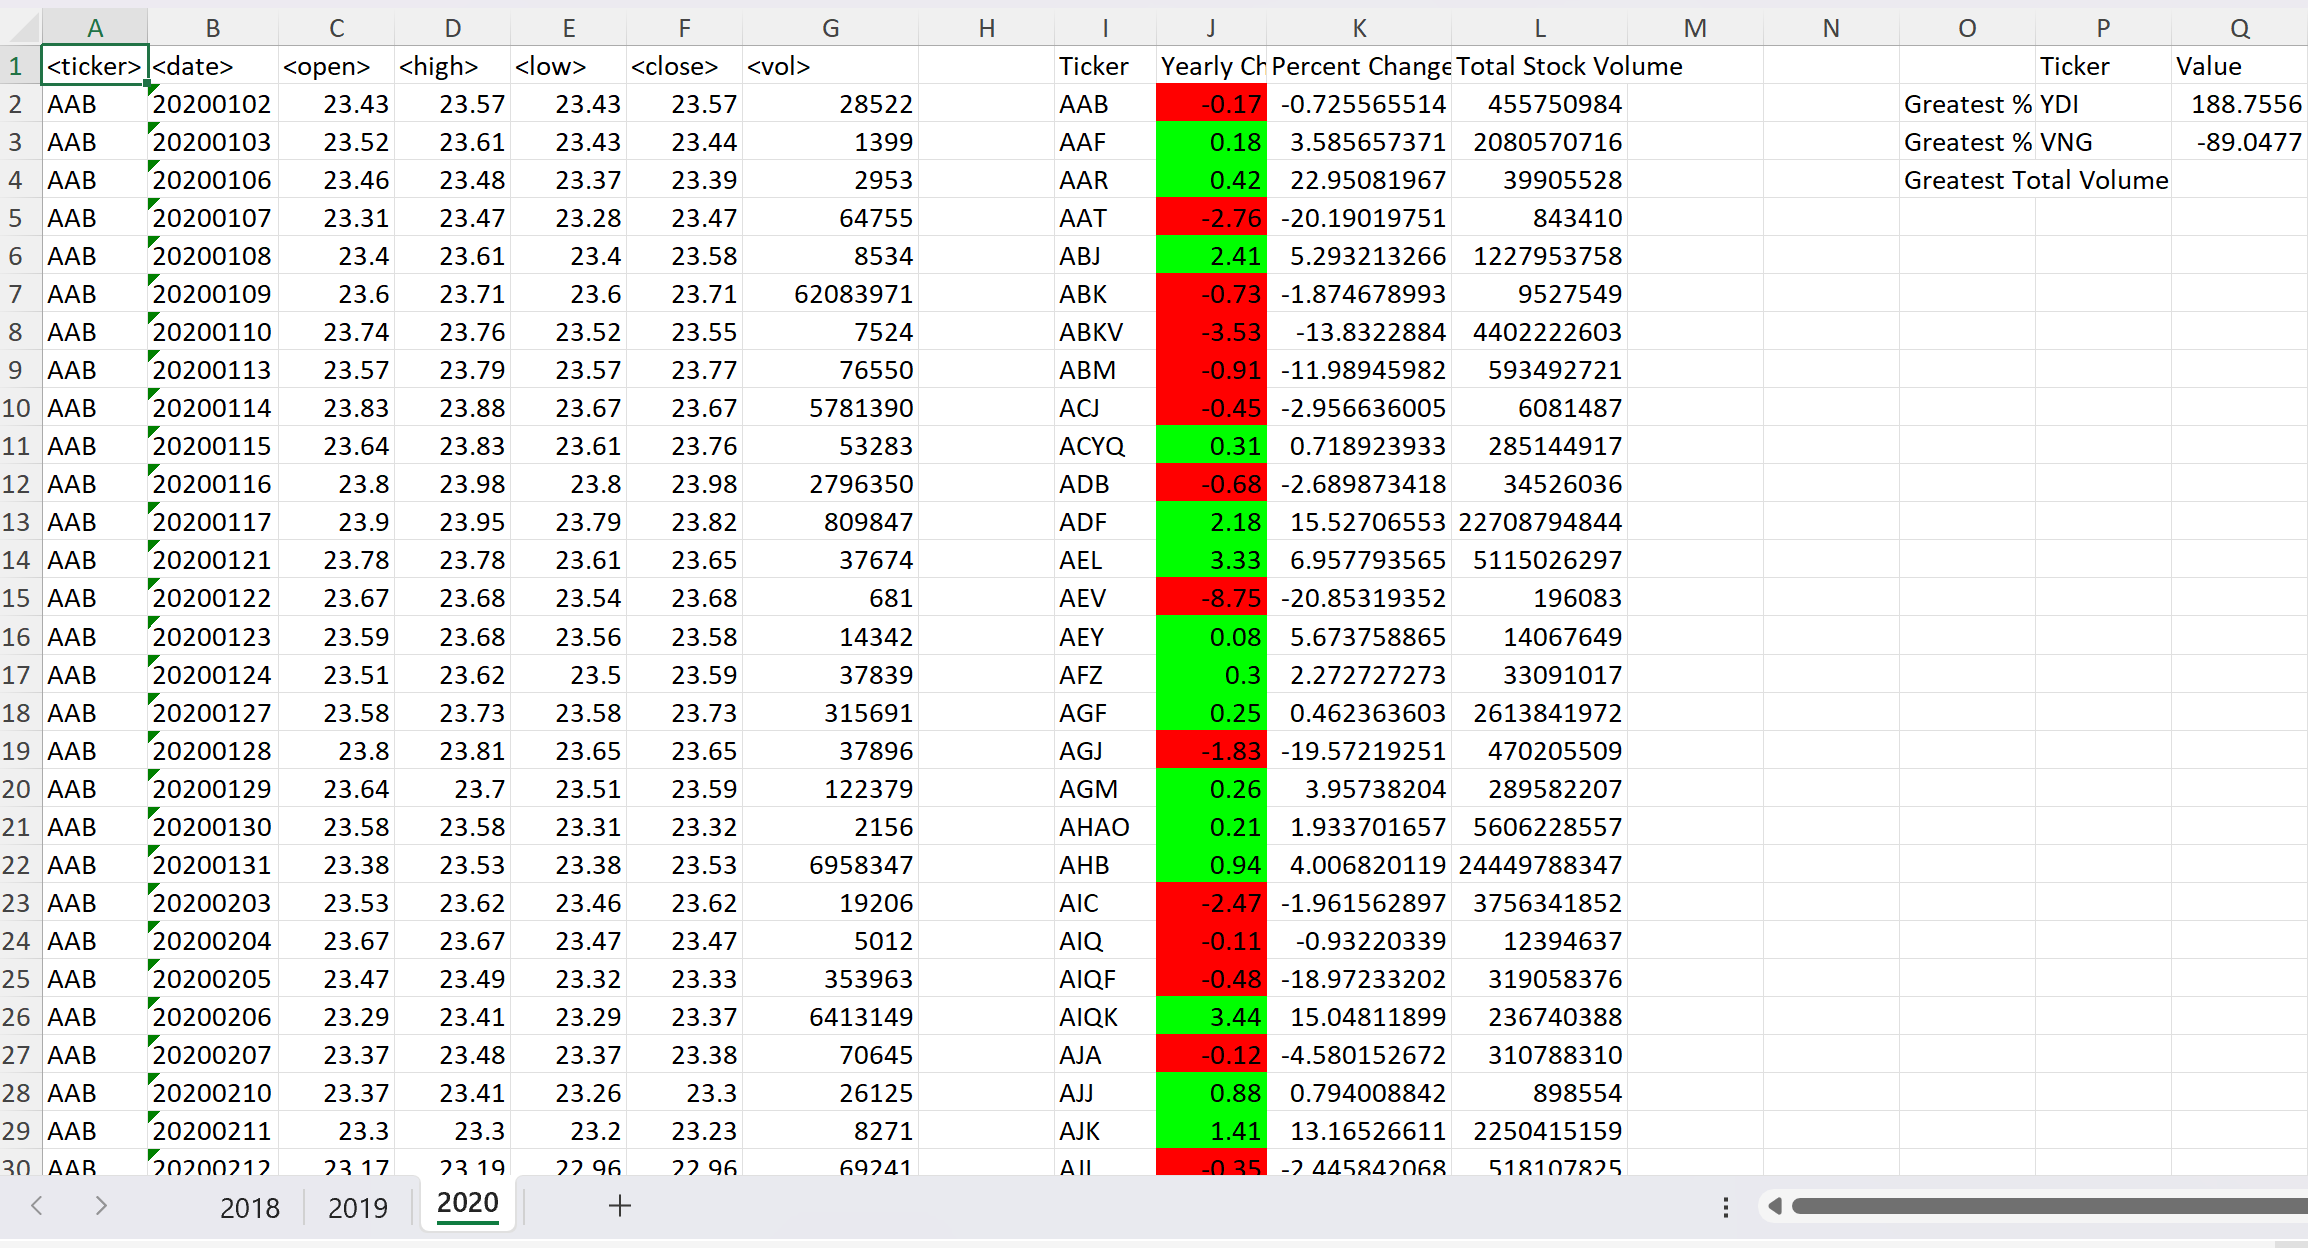 A B C D E F G H I J K L M N O P Q
1 <ticker> <date> <open> <high> <low> <close> <vol> Ticker Yearly Ch Percent Change Total Stock Volume Ticker Value
2 AAB 20200102 23.43 23.57 23.43 23.57 28522 AAB -0.17 -0.725565514 455750984 Greatest % YDI 188.7556
3 AAB 20200103 23.52 23.61 23.43 23.44 1399 AAF 0.18 3.585657371 2080570716 Greatest % VNG -89.0477
4 AAB 20200106 23.46 23.48 23.37 23.39 2953 AAR 0.42 22.95081967 39905528 Greatest Total Volume
5 AAB 20200107 23.31 23.47 23.28 23.47 64755 AAT -2.76 -20.19019751 843410
6 AAB 20200108 23.4 23.61 23.4 23.58 8534 ABJ 2.41 5.293213266 1227953758
7 AAB 20200109 23.6 23.71 23.6 23.71 62083971 ABK -0.73 -1.874678993 9527549
8 AAB 20200110 23.74 23.76 23.52 23.55 7524 ABKV -3.53 -13.8322884 4402222603
9 AAB 20200113 23.57 23.79 23.57 23.77 76550 ABM -0.91 -11.98945982 593492721
10 AAB 20200114 23.83 23.88 23.67 23.67 5781390 ACJ -0.45 -2.956636005 6081487
11 AAB 20200115 23.64 23.83 23.61 23.76 53283 ACYQ 0.31 0.718923933 285144917
12 AAB 20200116 23.8 23.98 23.8 23.98 2796350 ADB -0.68 -2.689873418 34526036
13 AAB 20200117 23.9 23.95 23.79 23.82 809847 ADF 2.18 15.52706553 22708794844
14 AAB 20200121 23.78 23.78 23.61 23.65 37674 AEL 3.33 6.957793565 5115026297
15 AAB 20200122 23.67 23.68 23.54 23.68 681 AEV -8.75 -20.85319352 196083
16 AAB 20200123 23.59 23.68 23.56 23.58 14342 AEY 0.08 5.673758865 14067649
17 AAB 20200124 23.51 23.62 23.5 23.59 37839 AFZ 0.3 2.272727273 33091017
18 AAB 20200127 23.58 23.73 23.58 23.73 315691 AGF 0.25 0.462363603 2613841972
19 AAB 20200128 23.8 23.81 23.65 23.65 37896 AGJ -1.83 -19.57219251 470205509
20 AAB 20200129 23.64 23.7 23.51 23.59 122379 AGM 0.26 3.95738204 289582207
21 AAB 20200130 23.58 23.58 23.31 23.32 2156 AHAO 0.21 1.933701657 5606228557
22 AAB 20200131 23.38 23.53 23.38 23.53 6958347 AHB 0.94 4.006820119 24449788347
23 AAB 20200203 23.53 23.62 23.46 23.62 19206 AIC -2.47 -1.961562897 3756341852
24 AAB 20200204 23.67 23.67 23.47 23.47 5012 AIQ -0.11 -0.93220339 12394637
25 AAB 20200205 23.47 23.49 23.32 23.33 353963 AIQF -0.48 -18.97233202 319058376
26 AAB 20200206 23.29 23.41 23.29 23.37 6413149 AIQK 3.44 15.04811899 236740388
27 AAB 20200207 23.37 23.48 23.37 23.38 70645 AJA -0.12 -4.580152672 310788310
28 AAB 20200210 23.37 23.41 23.26 23.3 26125 AJJ 0.88 0.794008842 898554
29 AAB 20200211 23.3 23.3 23.2 23.23 8271 AJK 1.41 13.16526611 2250415159
30 AAB 20200212 23.17 23.19 22.96 22.96 69241 -0.35 -2.445842068 518107825
2018 2019 2020